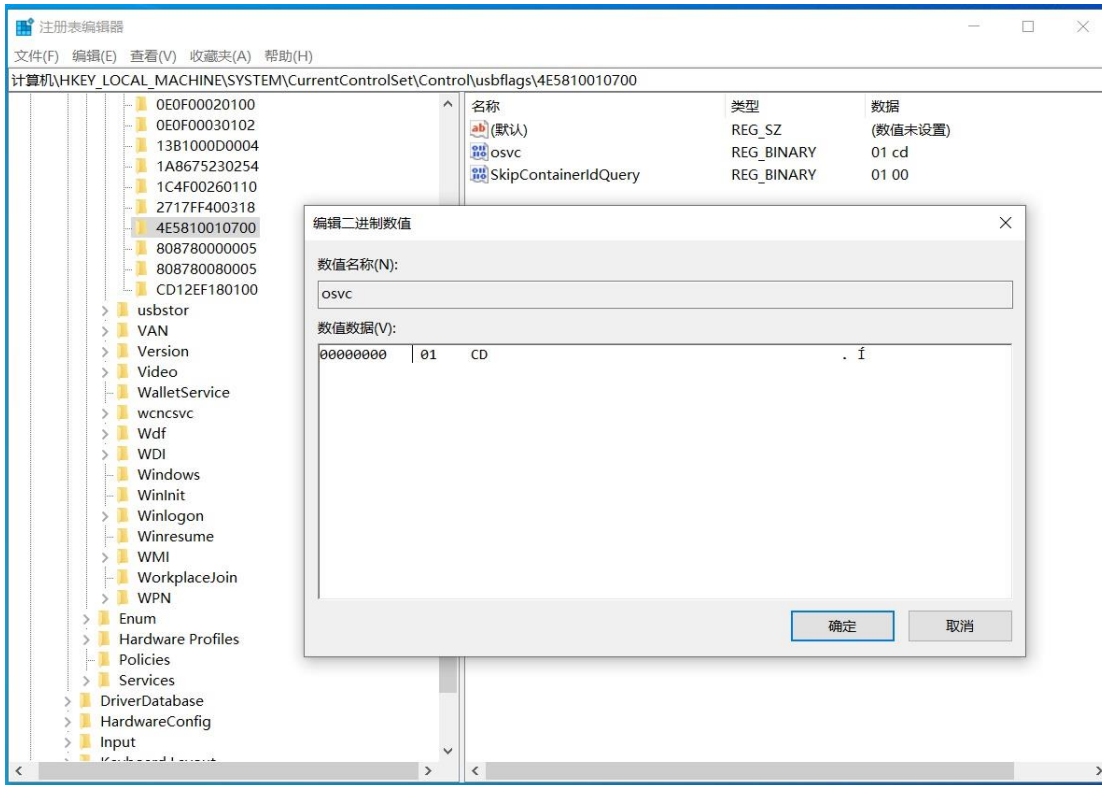 注册表编辑器
文件(F) 编辑(E) 查看(V) 收藏夹(A) 帮助(H)
计算机\HKEY_LOCAL_MACHINE\SYSTEM\CurrentControlSet\Control\usbflags\4E5810010700
0E0F00020100
0E0F00030102
13B1000D0004
1A8675230254
1C4F00260110
2717FF400318
4E5810010700
808780000005
808780080005
CD12EF180100
usbstor
VAN
Version
Video
WalletService
wcncsvc
Wdf
WDI
Windows
WinInit
Winlogon
Winresume
WMI
WorkplaceJoin
WPN
Enum
Hardware Profiles
Policies
Services
DriverDatabase
HardwareConfig
Input
名称 类型 数据
(默认) REG_SZ (数值未设置)
osvc REG_BINARY 01 cd
SkipContainerIdQuery REG_BINARY 01 00
编辑二进制数值
数值名称(N):
osvc
数值数据(V):
00000000 01 CD . Í
确定 取消